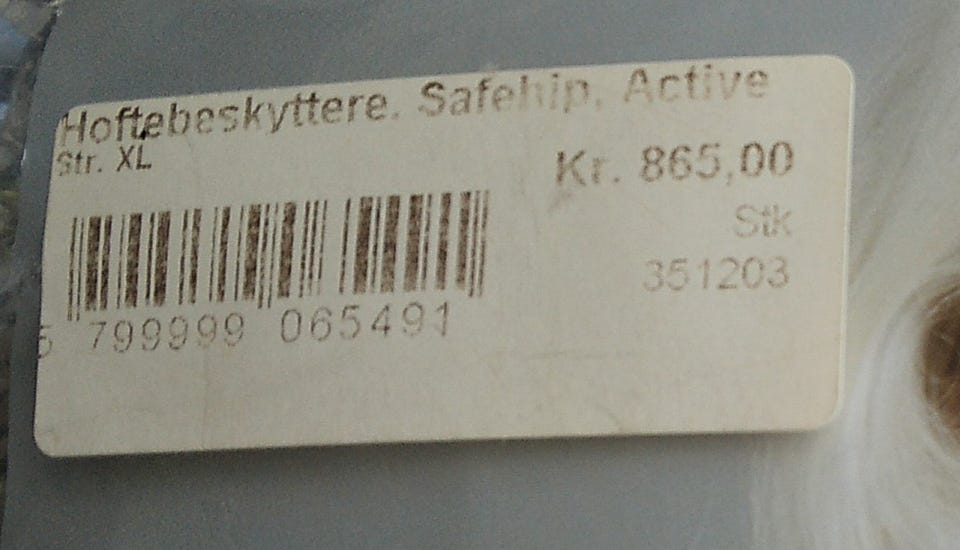 Hoftebeskyttere. Safehip, Active
Str. XL
Kr. 865,00
Stk
351203
5 799999 065491